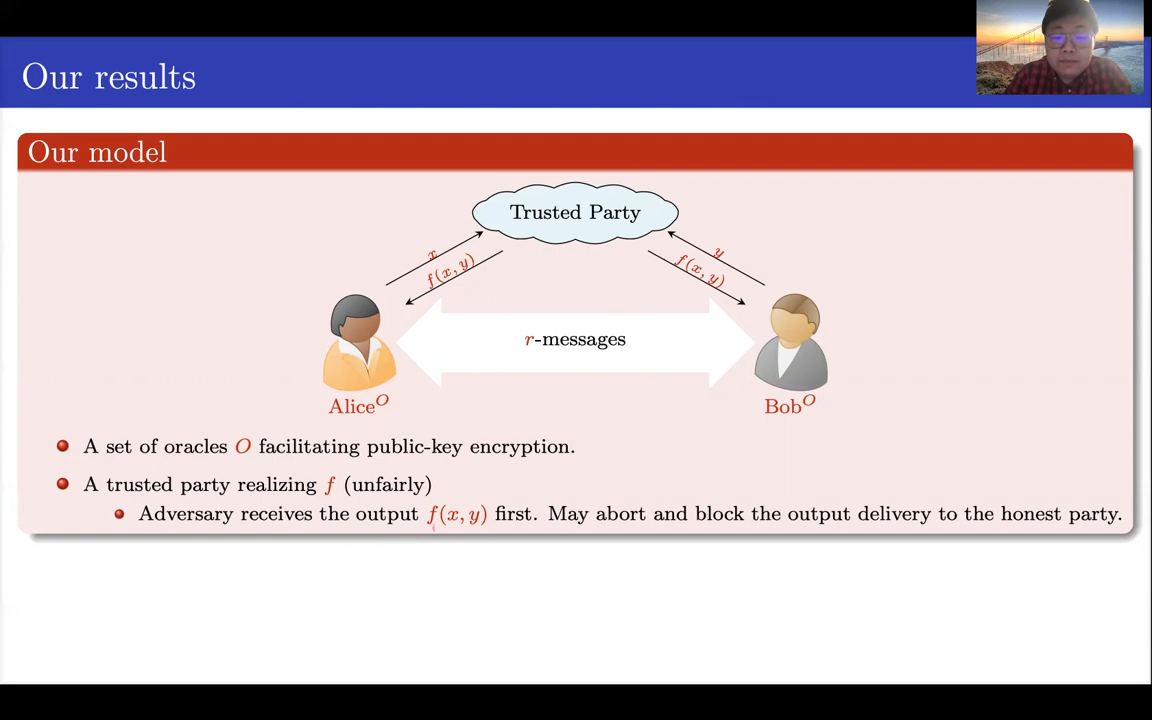 Our results
Our model
Trusted Party
x
f(x, y)
y
f(x, y)
r-messages
Alice^O
Bob^O
A set of oracles O facilitating public-key encryption.
A trusted party realizing f (unfairly)
Adversary receives the output f(x, y) first. May abort and block the output delivery to the honest party.